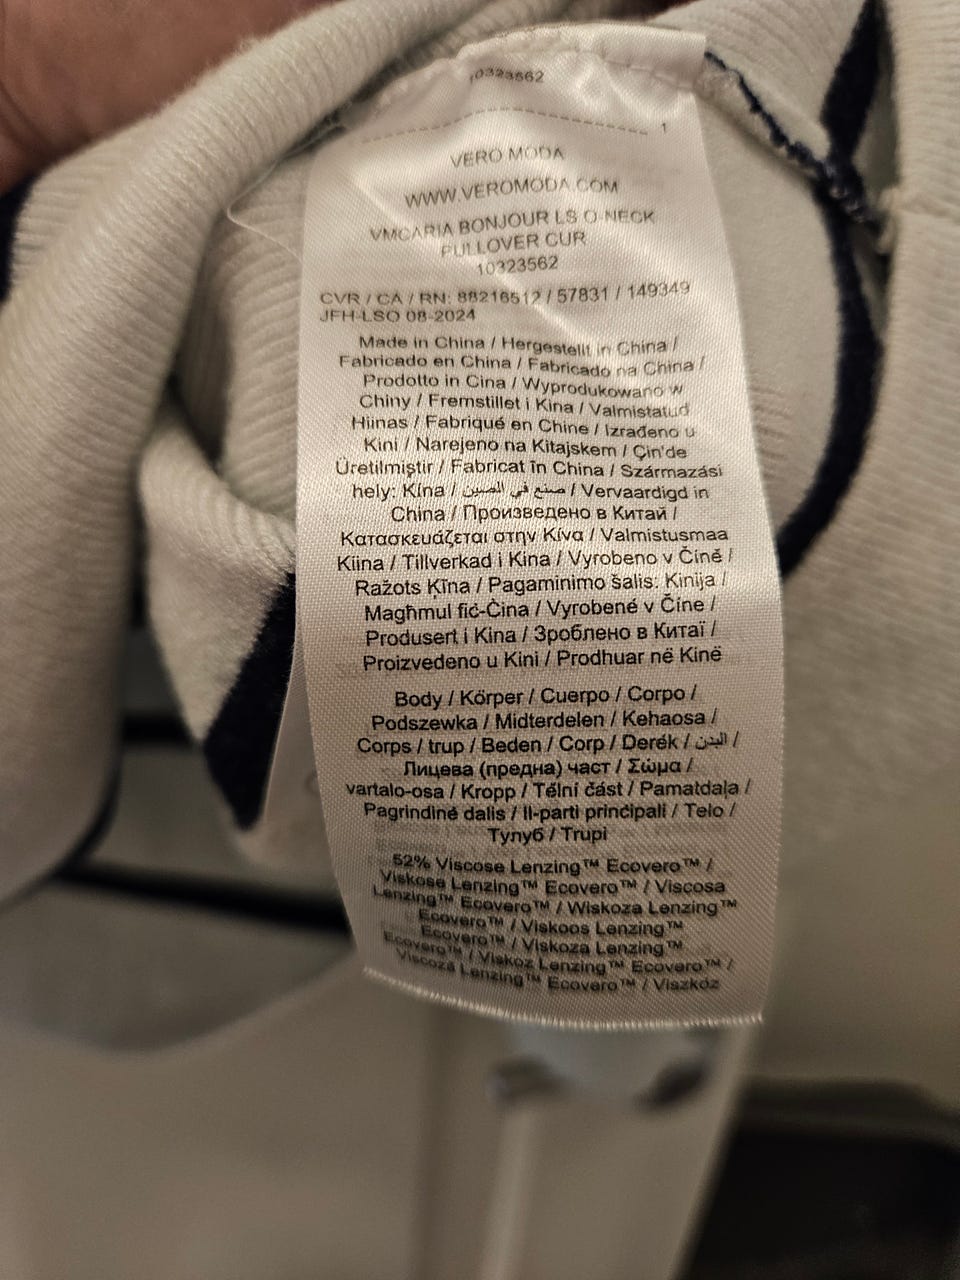 10323562
1
VERO MODA
WWW.VEROMODA.COM
VMCARIA BONJOUR LS O-NECK
PULLOVER CUR
10323562
CVR / CA / RN: 88216512 / 57831 / 149349
JFH-LSO 08-2024
Made in China / Hergestellt in China /
Fabricado en China / Fabricado na China /
Prodotto in Cina / Wyprodukowano w
Chiny / Fremstillet i Kina / Valmistatud
Hiinas / Fabriqué en Chine / Izrađeno u
Kini / Narejeno na Kitajskem / Çin'de
Üretilmiştir / Fabricat în China / Származási
hely: Kína / صنع في الصين / Vervaardigd in
China / Произведено в Китай /
Κατασκευάζεται στην Κίνα / Valmistusmaa
Kiina / Tillverkad i Kina / Vyrobeno v Číně /
Ražots Ķīna / Pagaminimo šalis: Kinija /
Magħmul fiċ-Ċina / Vyrobené v Číne /
Produsert i Kina / Зроблено в Китаї /
Proizvedeno u Kini / Prodhuar në Kinë
Body / Körper / Cuerpo / Corpo /
Podszewka / Midterdelen / Kehaosa /
Corps / trup / Beden / Corp / Derék / البدن /
Лицева (предна) част / Σώμα /
vartalo-osa / Kropp / Tělní část / Pamatdaļa /
Pagrindinė dalis / Il-parti prinċipali / Telo /
Тулуб / Trupi
52% Viscose Lenzing™ Ecovero™ /
Viskose Lenzing™ Ecovero™ / Viscosa
Lenzing™ Ecovero™ / Wiskoza Lenzing™
Ecovero™ / Viskoos Lenzing™
Ecovero™ / Viskoza Lenzing™
Ecovero™ / Viskoz Lenzing™ Ecovero™ /
Viscoză Lenzing™ Ecovero™ / Viszkóz